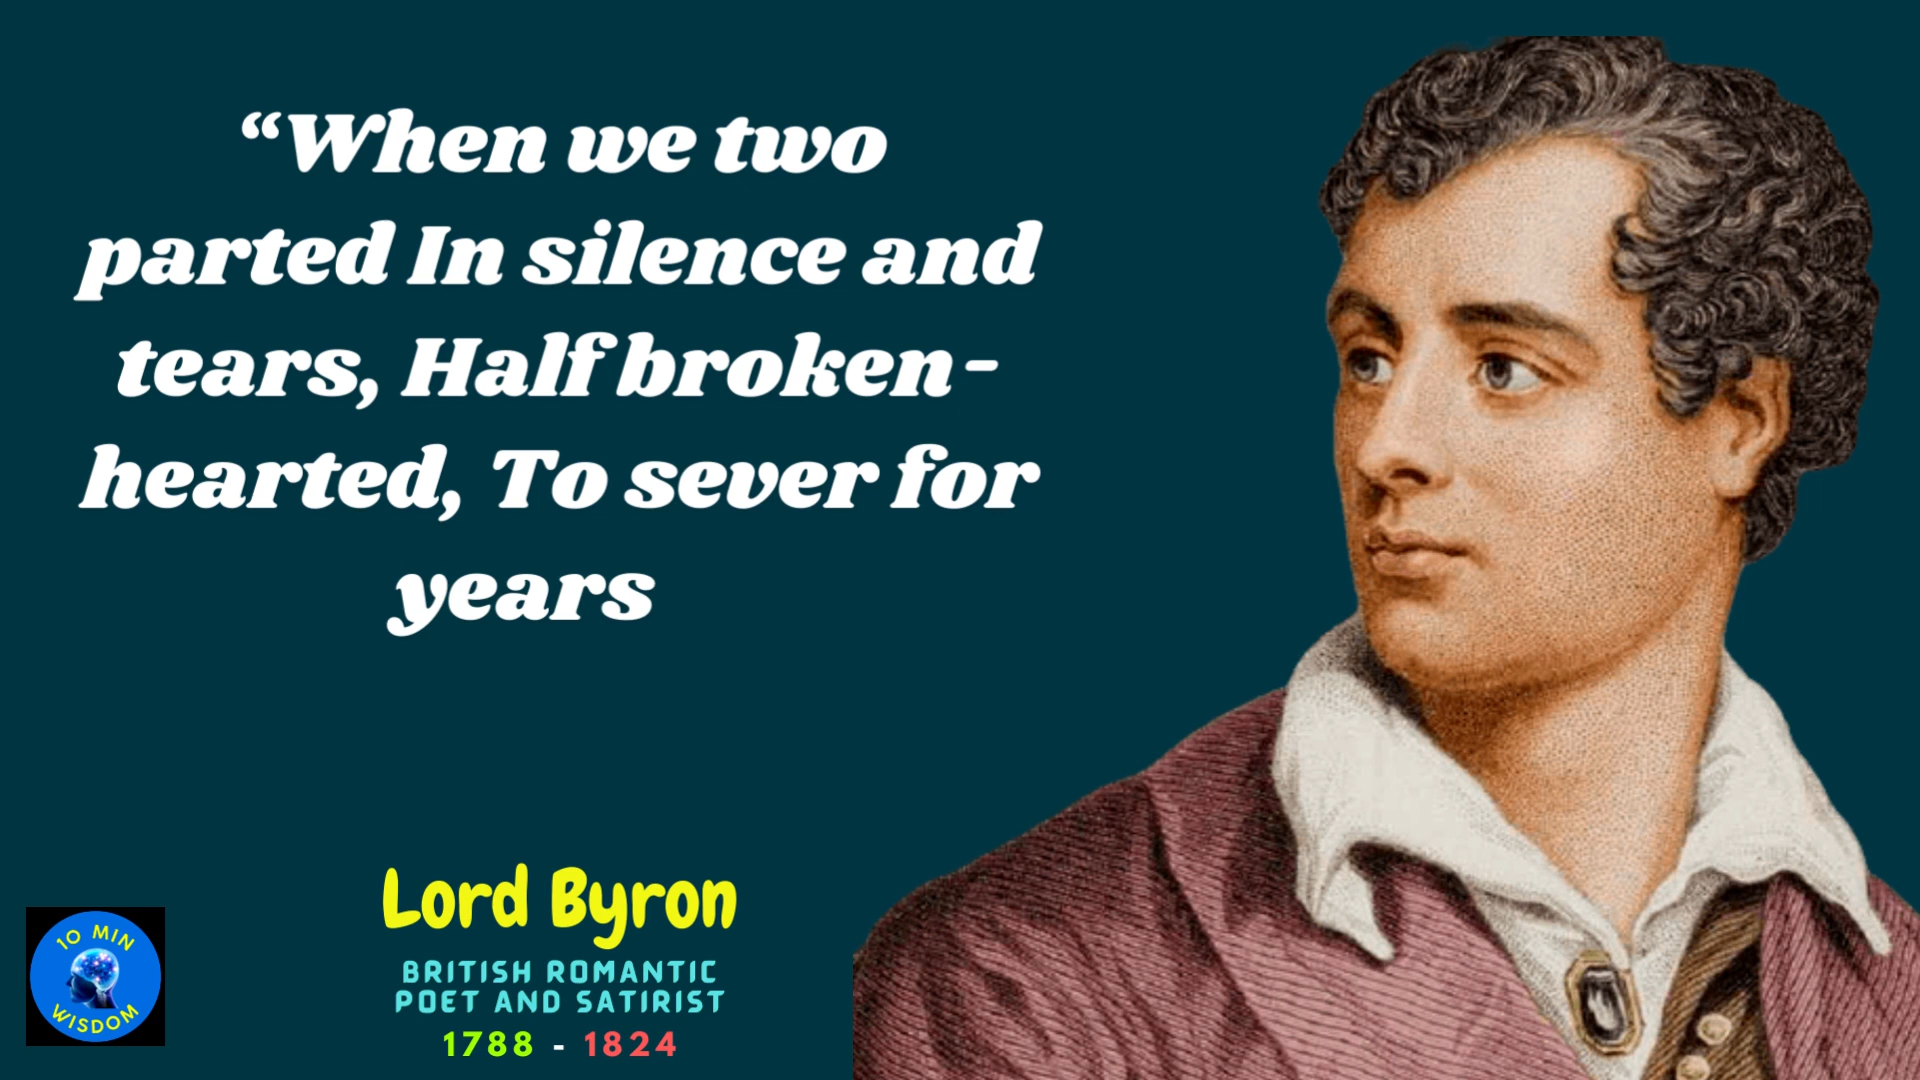 “When we two
parted In silence and
tears, Half broken-
hearted, To sever for
years
Lord Byron
BRITISH ROMANTIC
POET AND SATIRIST
1788 - 1824
10 MIN
WISDOM